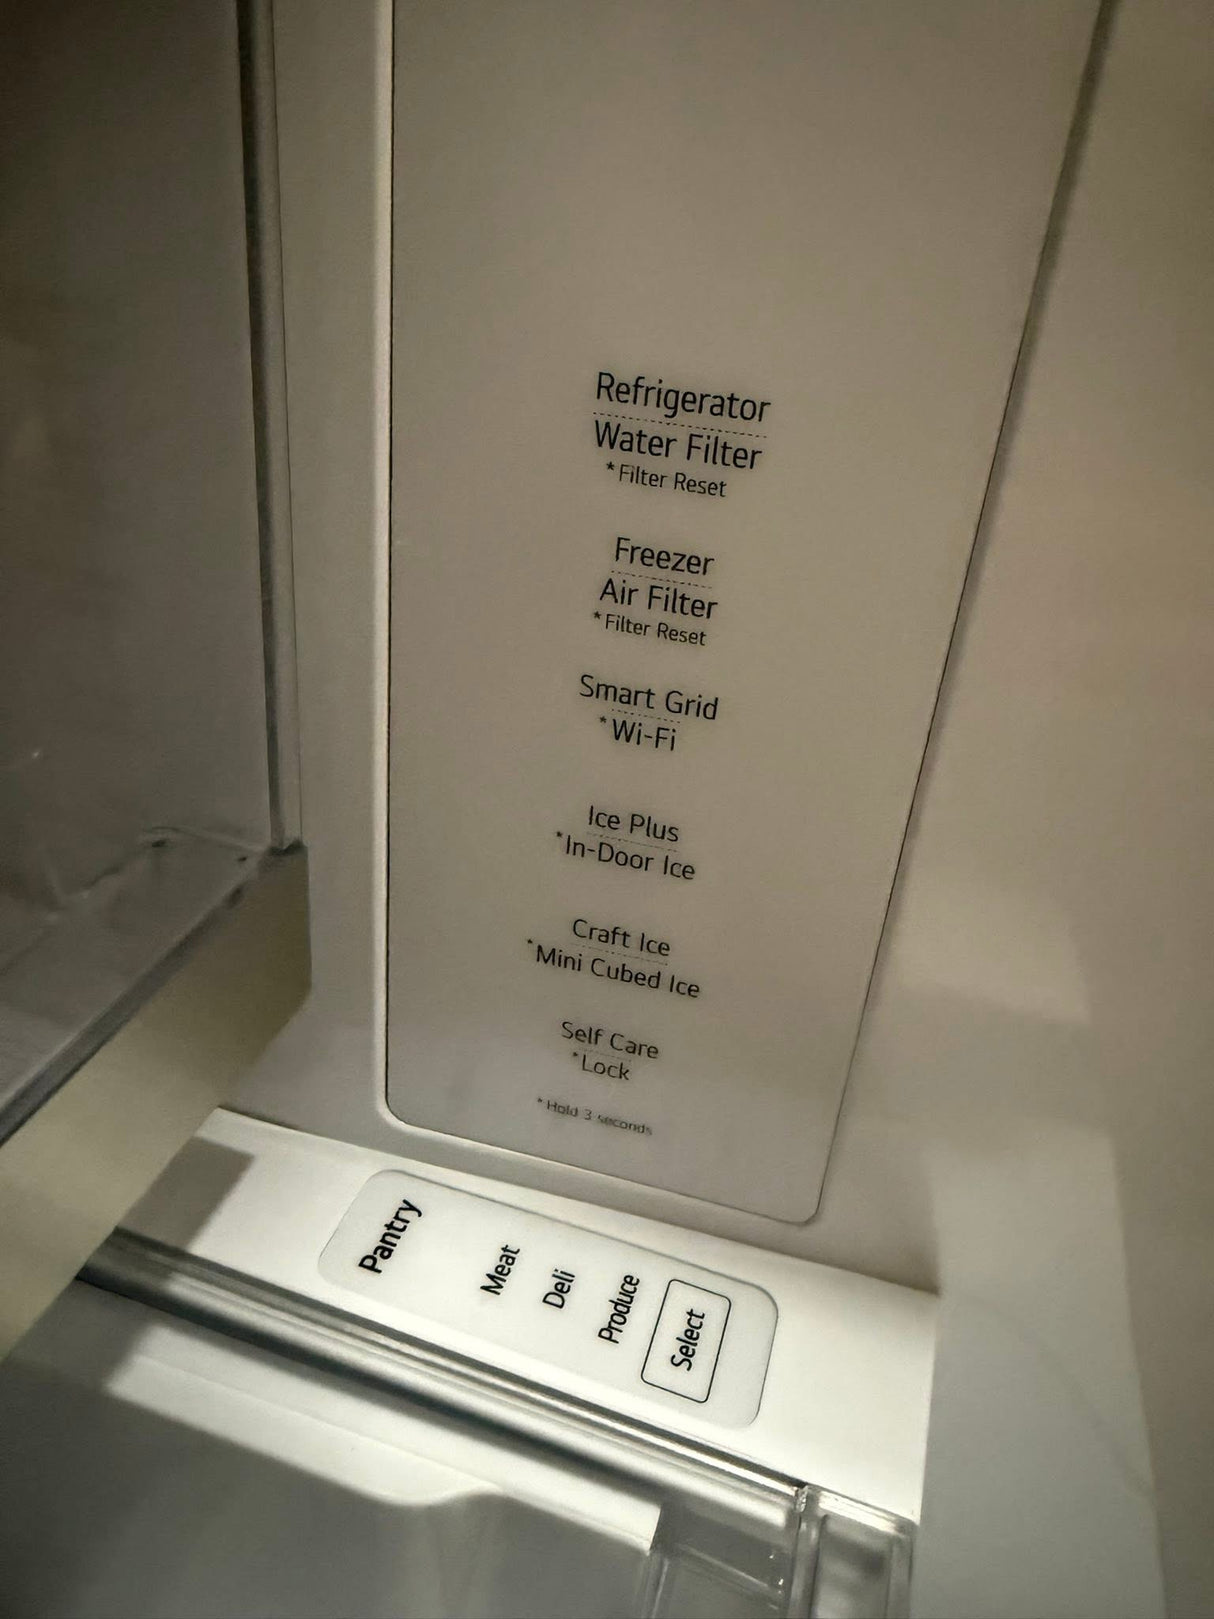 Refrigerator
Water Filter
*Filter Reset
Freezer
Air Filter
*Filter Reset
Smart Grid
*Wi-Fi
Ice Plus
*In-Door Ice
Craft Ice
*Mini Cubed Ice
Self Care
*Lock
*Hold 3 seconds
Pantry
Meat
Deli
Produce
Select